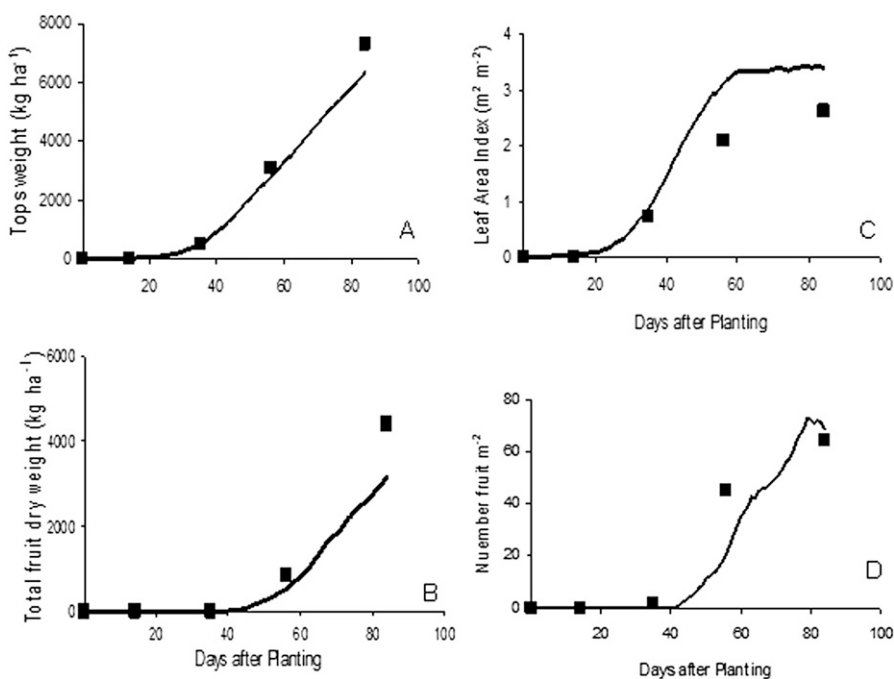 Tops weight (kg ha⁻¹)
8000
6000
4000
2000
0
20 40 60 80 100
A
Leaf Area Index (m² m⁻²)
4
3
2
1
0
0 20 40 60 80 100
Days after Planting
C
Total fruit dry weight (kg ha⁻¹)
6000
4000
2000
0
0 20 40 60 80 100
Days after Planting
B
Nuember fruit m⁻²
80
60
40
20
0
20 40 60 80 100
Days after Planting
D